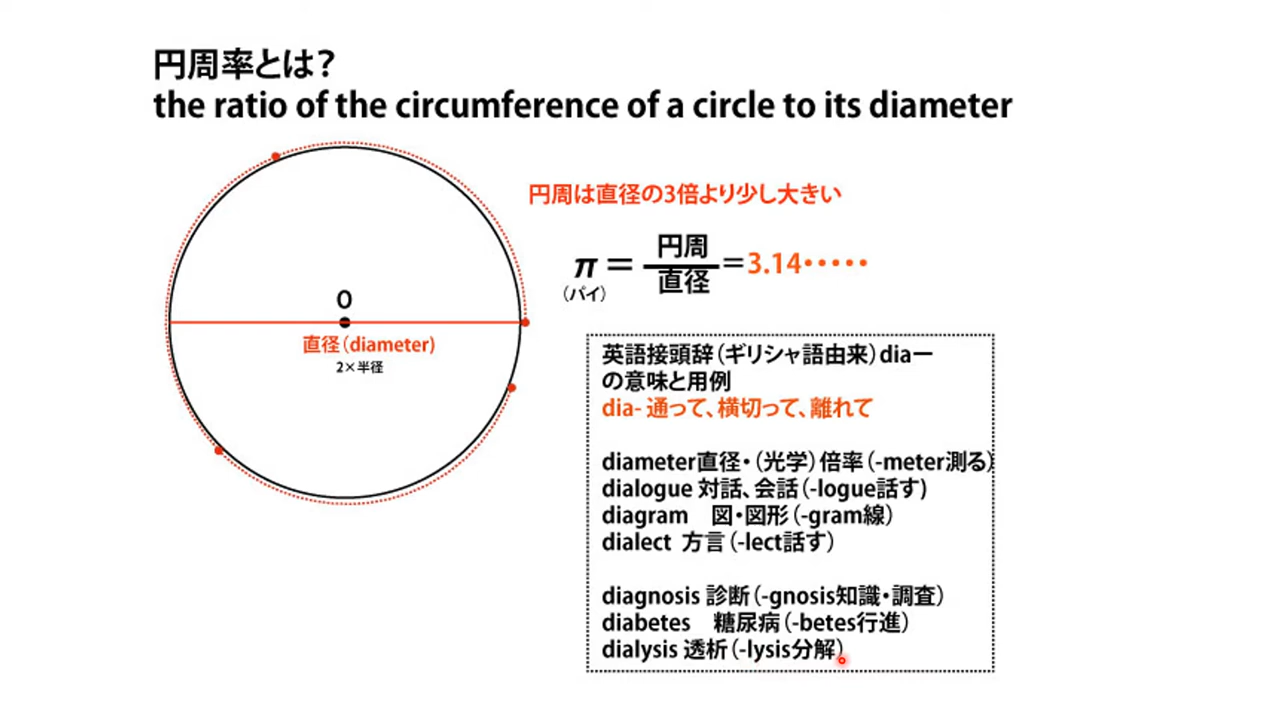 円周率とは?
the ratio of the circumference of a circle to its diameter
円周は直径の3倍より少し大きい
π = 円周/直径 = 3.14・・・・・
(パイ)
O
直径(diameter)
2×半径
英語接頭辞(ギリシャ語由来)diaー
の意味と用例
dia- 通って、横切って、離れて
diameter直径・(光学)倍率(-meter測る)
dialogue 対話、会話(-logue話す)
diagram 図・図形(-gram線)
dialect 方言(-lect話す)
diagnosis 診断(-gnosis知識・調査)
diabetes 糖尿病(-betes行進)
dialysis 透析(-lysis分解)